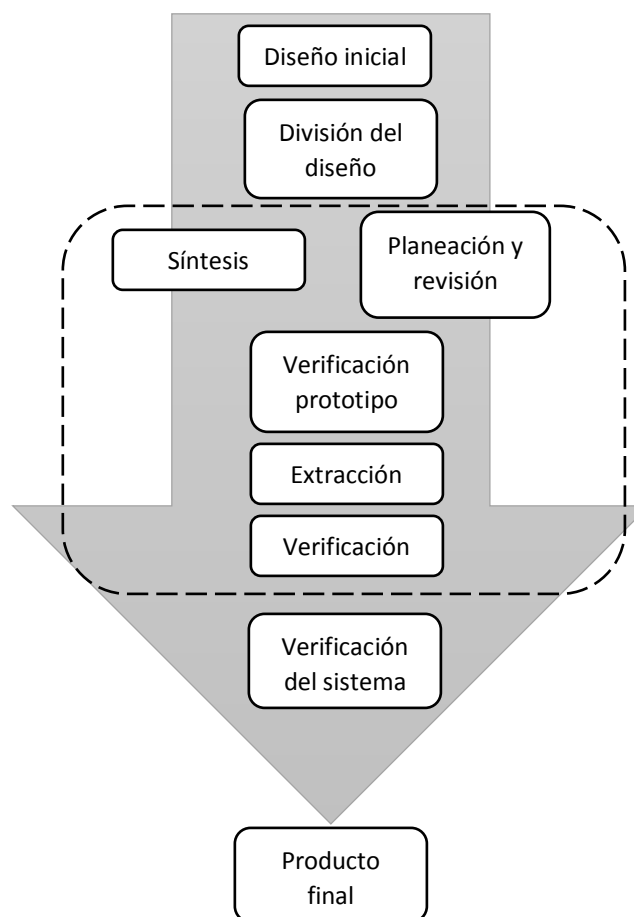 Diseño inicial
División del
diseño
Síntesis
Planeación y
revisión
Verificación
prototipo
Extracción
Verificación
Verificación
del sistema
Producto
final